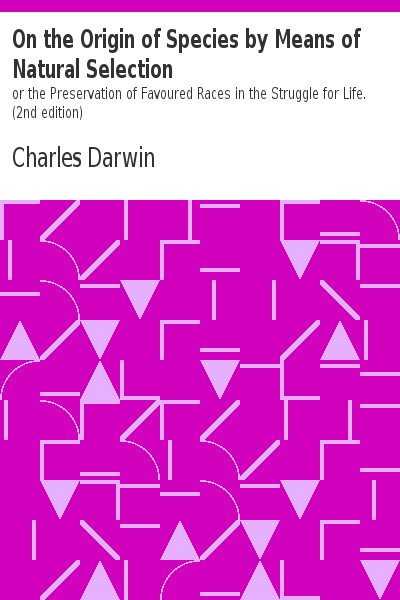 On the Origin of Species by Means of
Natural Selection
or the Preservation of Favoured Races in the Struggle for Life.
(2nd edition)
Charles Darwin